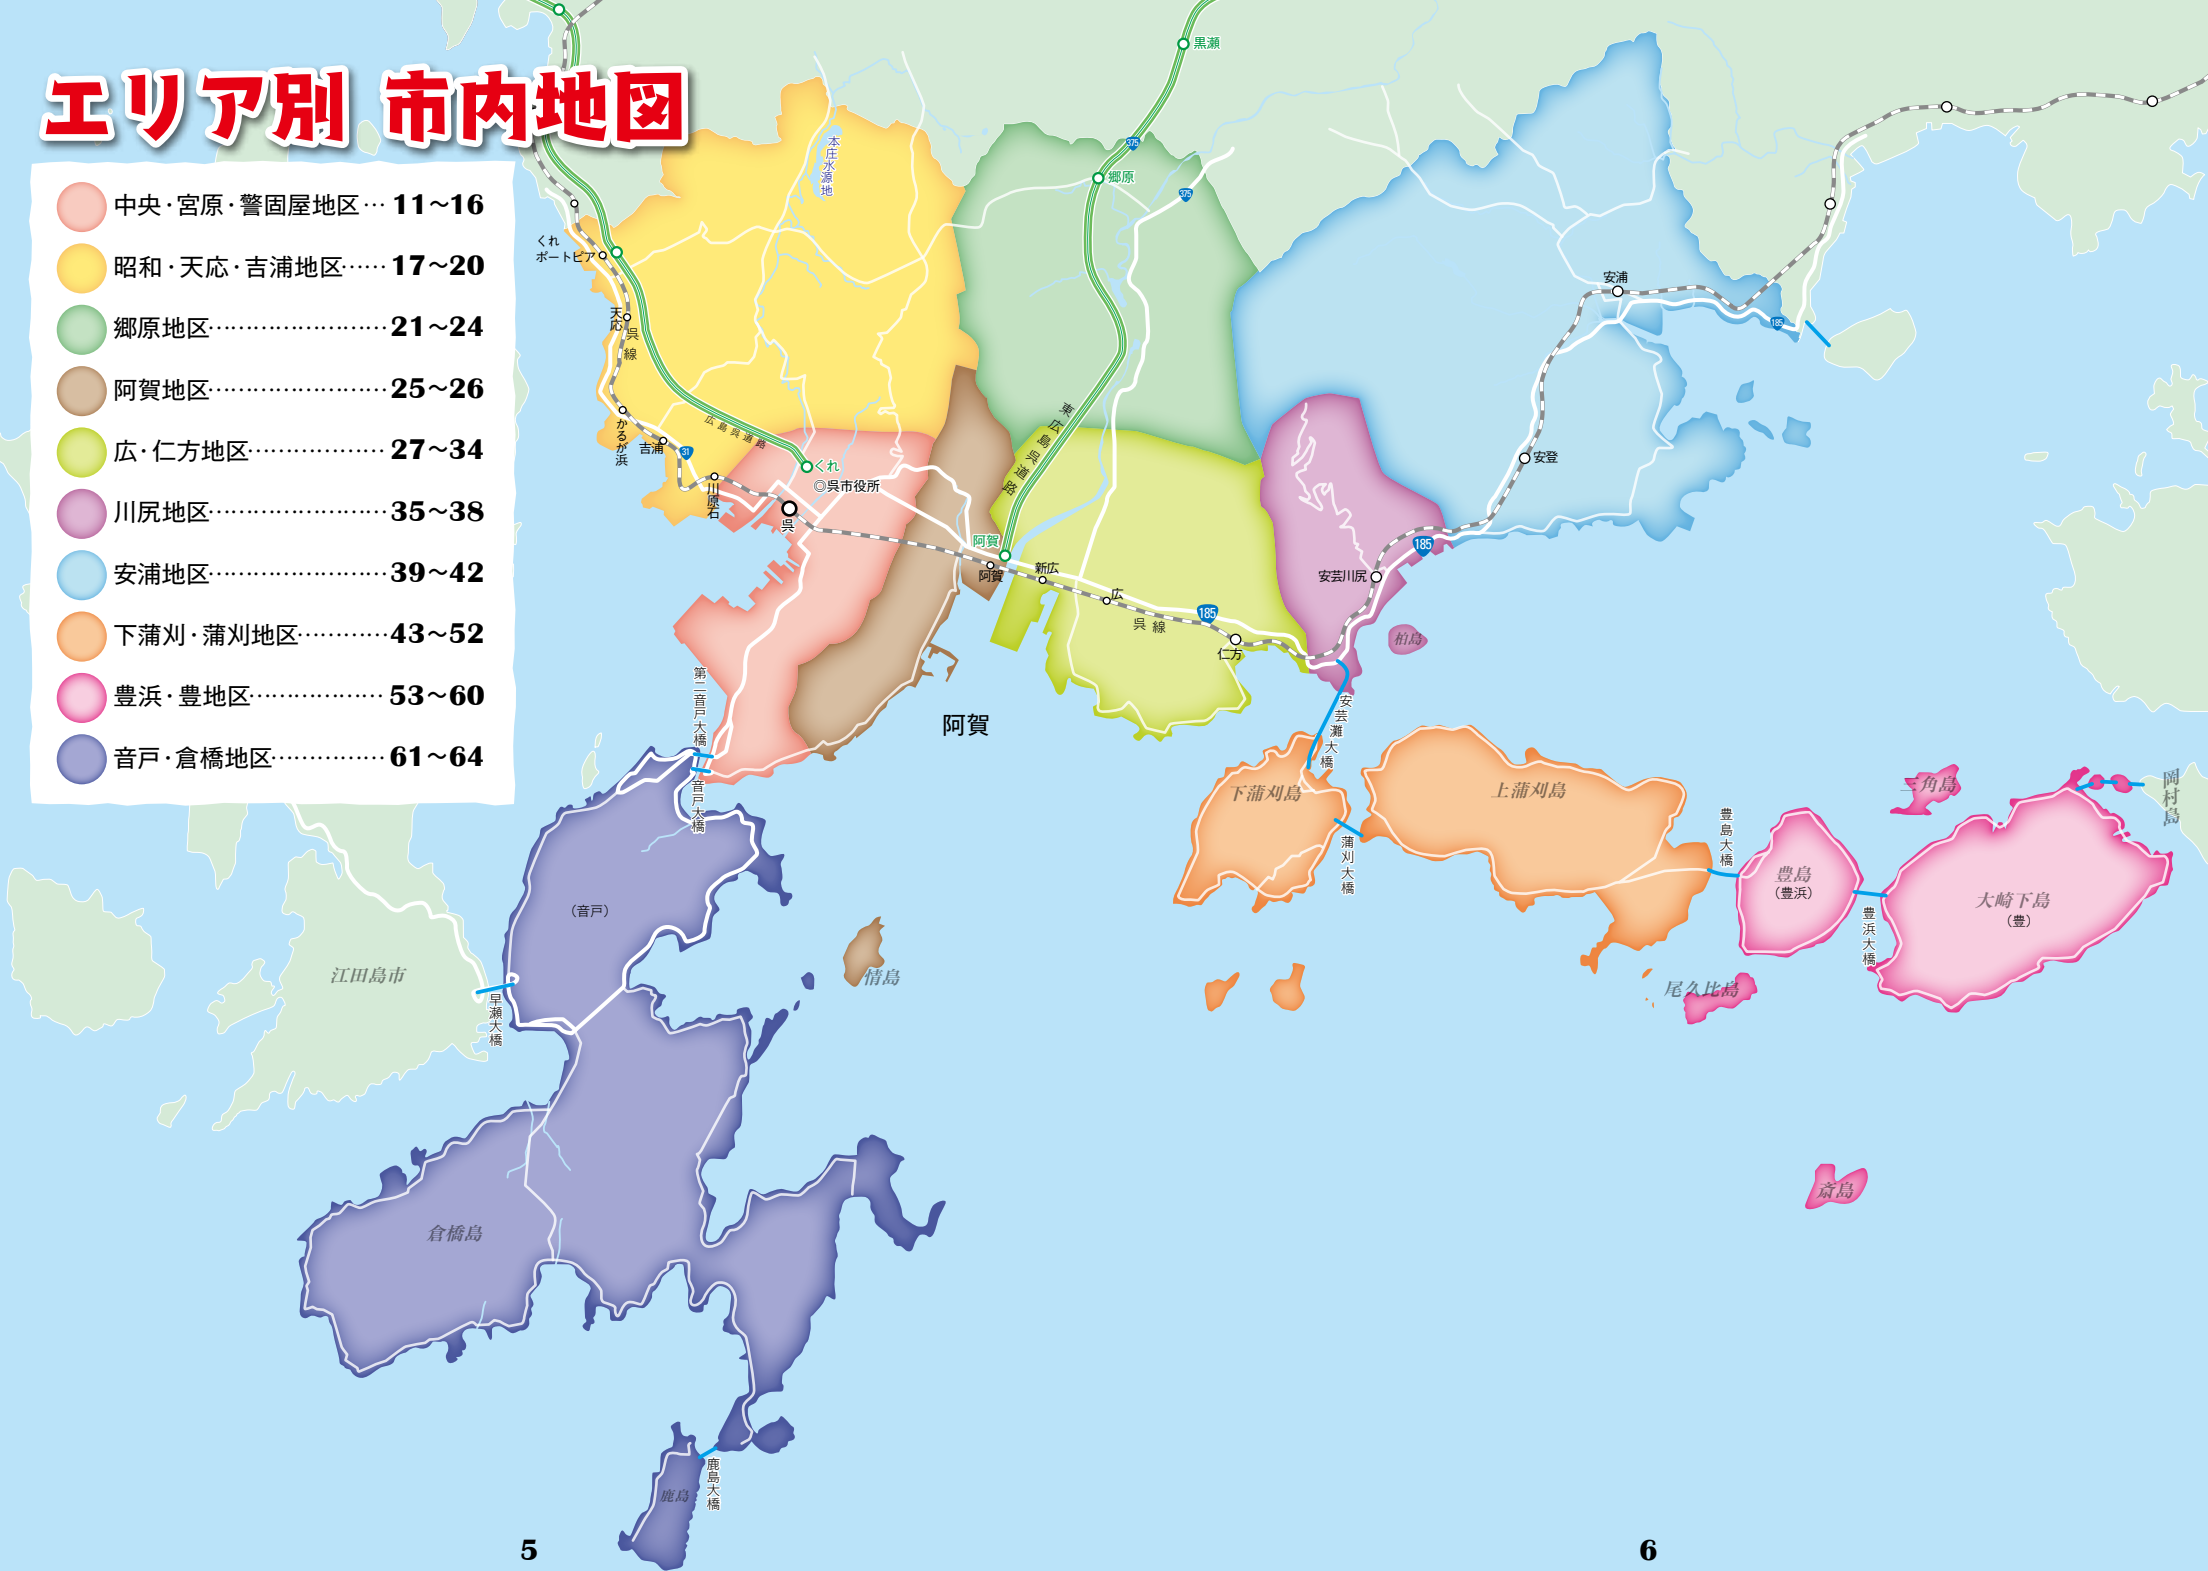 エリア別 市内地図
中央・宮原・警固屋地区… 11～16
昭和・天応・吉浦地区…… 17～20
郷原地区…………………… 21～24
阿賀地区…………………… 25～26
広・仁方地区……………… 27～34
川尻地区…………………… 35～38
安浦地区…………………… 39～42
下蒲刈・蒲刈地区………… 43～52
豊浜・豊地区……………… 53～60
音戸・倉橋地区…………… 61～64
黒瀬
375
郷原
375
本庄水源地
くれ
ポートピア
天応
呉線
かるが浜
吉浦
31
川原石
広島呉道路
くれ
◎呉市役所
呉
東広島呉道路
阿賀
阿賀
新広
広
呉線
185
仁方
安浦
185
安登
185
安芸川尻
柏島
安芸灘大橋
阿賀
第二音戸大橋
音戸大橋
下蒲刈島
上蒲刈島
蒲刈大橋
豊島大橋
豊島
（豊浜）
豊浜大橋
三角島
岡村島
大崎下島
（豊）
尾久比島
斎島
（音戸）
情島
江田島市
早瀬大橋
倉橋島
鹿島大橋
鹿島
5
6